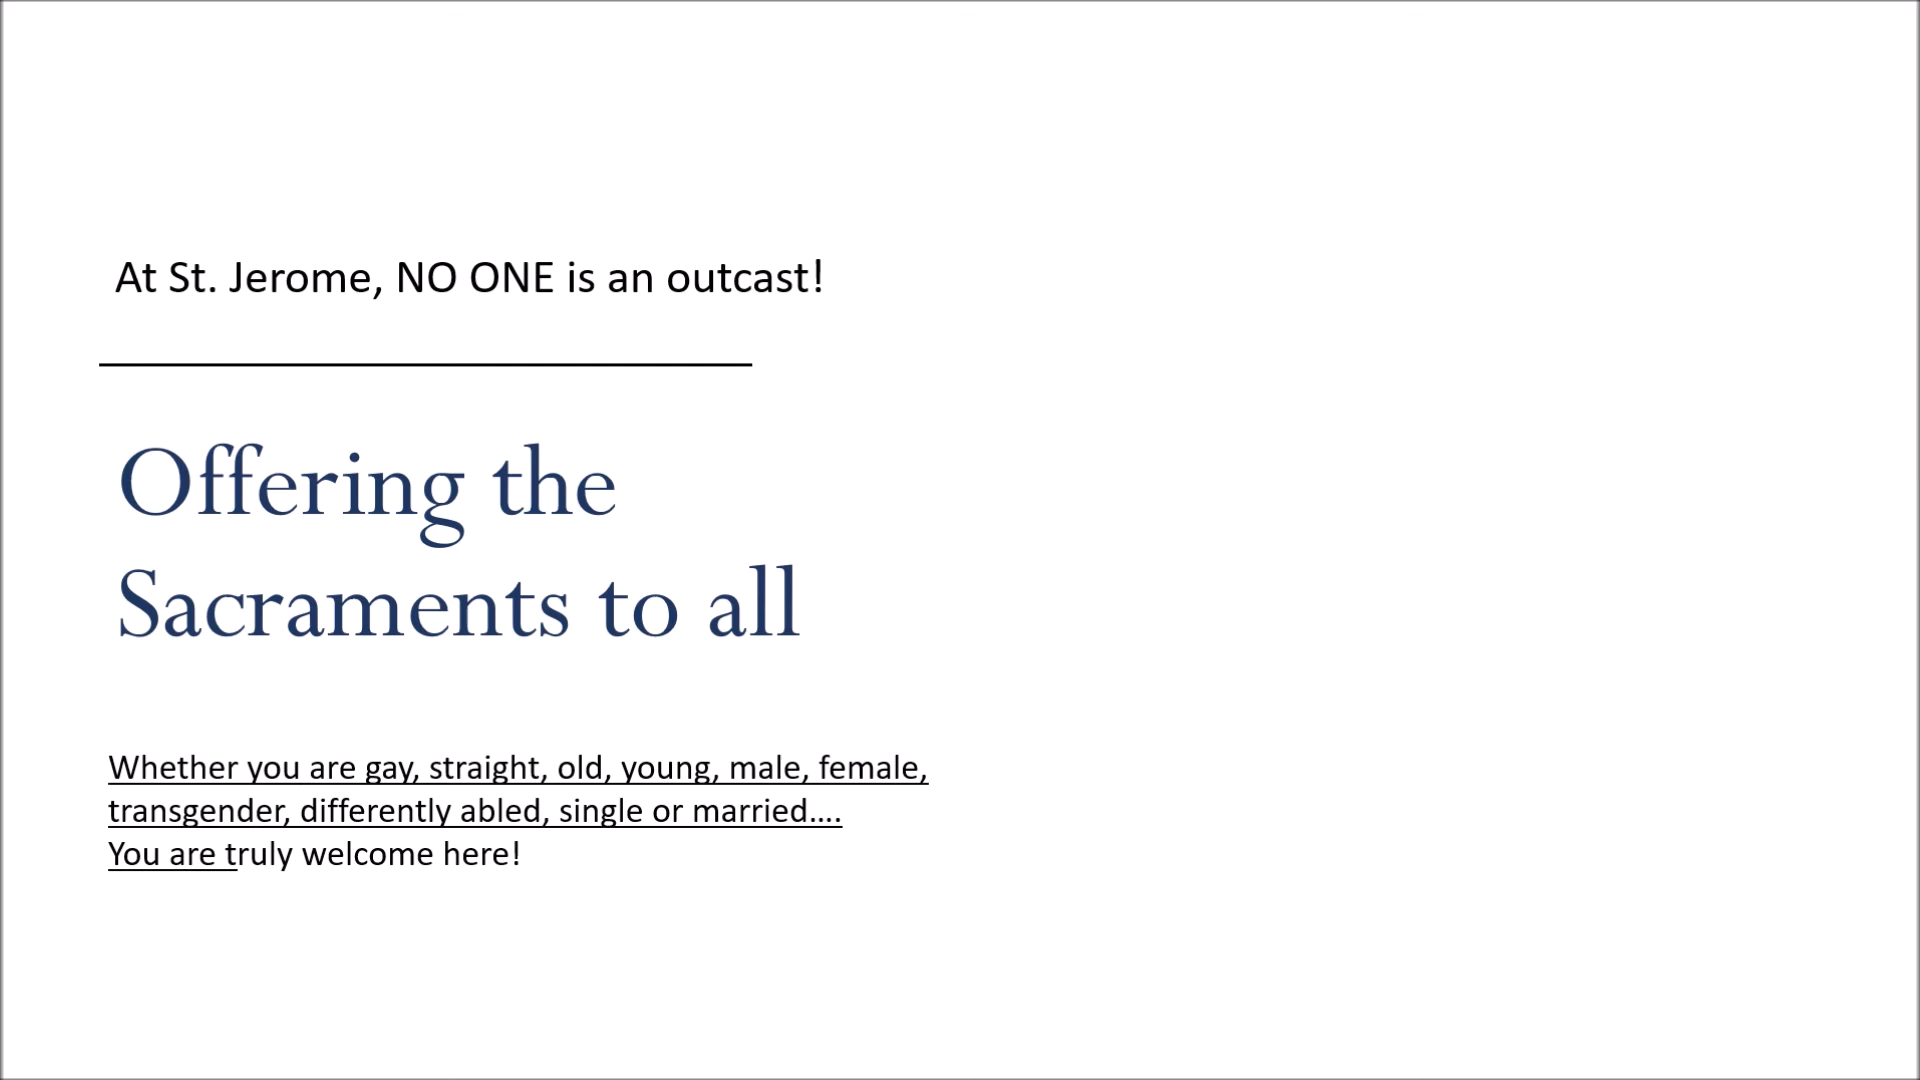 At St. Jerome, NO ONE is an outcast!
Offering the
Sacraments to all
Whether you are gay, straight, old, young, male, female,
transgender, differently abled, single or married....
You are truly welcome here!